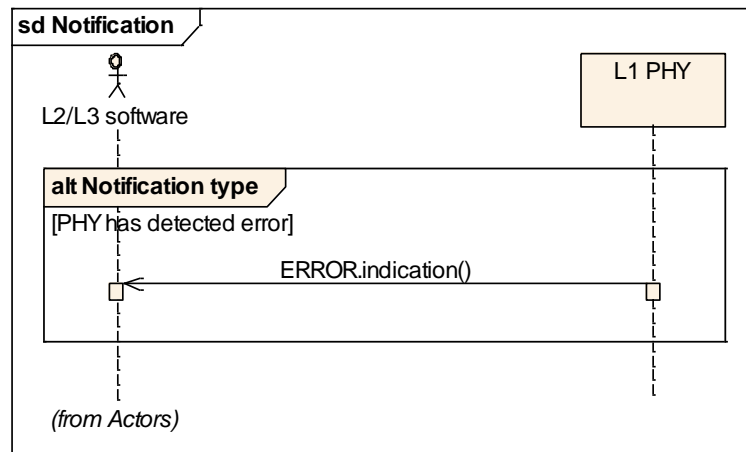 sd Notification
L2/L3 software
L1 PHY
alt Notification type
[PHY has detected error]
ERROR.indication()
(from Actors)